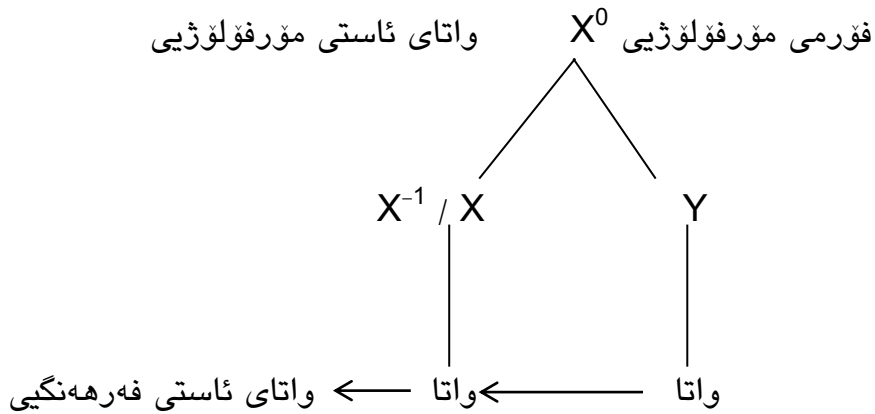 فۆرمی مۆرفۆلۆژیی X⁰ واتای ئاستی مۆرفۆلۆژیی
X⁻¹ / X Y
واتا واتا واتای ئاستی فەرهەنگیی